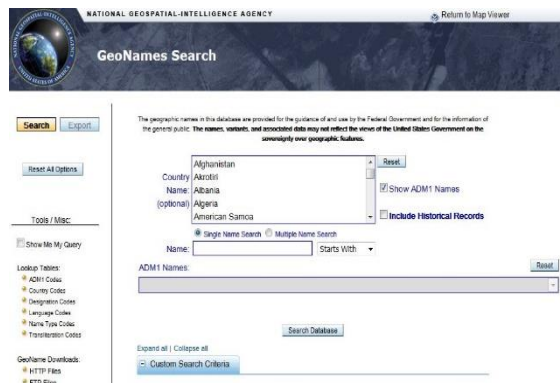 NATIONAL GEOSPATIAL-INTELLIGENCE AGENCY
Return to Map Viewer
GeoNames Search
Search
Export
The geographic names in this database are provided for the guidance of and use by the Federal Government and for the information of
the general public. The names, variants, and associated data may not reflect the views of the United States Government on the
sovereignty over geographic features.
Reset All Options
Country
Name:
(optional)
Afghanistan
Akrotiri
Albania
Algeria
American Samoa
Reset
Show ADM1 Names
Include Historical Records
Tools / Misc:
Single Name Search
Multiple Name Search
Show Me My Query
Name:
Starts With
Lookup Tables:
ADM1 Codes
Country Codes
Designation Codes
Language Codes
Name Type Codes
Transliteration Codes
ADM1 Names:
Reset
Search Database
Expand all | Collapse all
Custom Search Criteria
GeoName Downloads:
HTTP Files
FTP Files